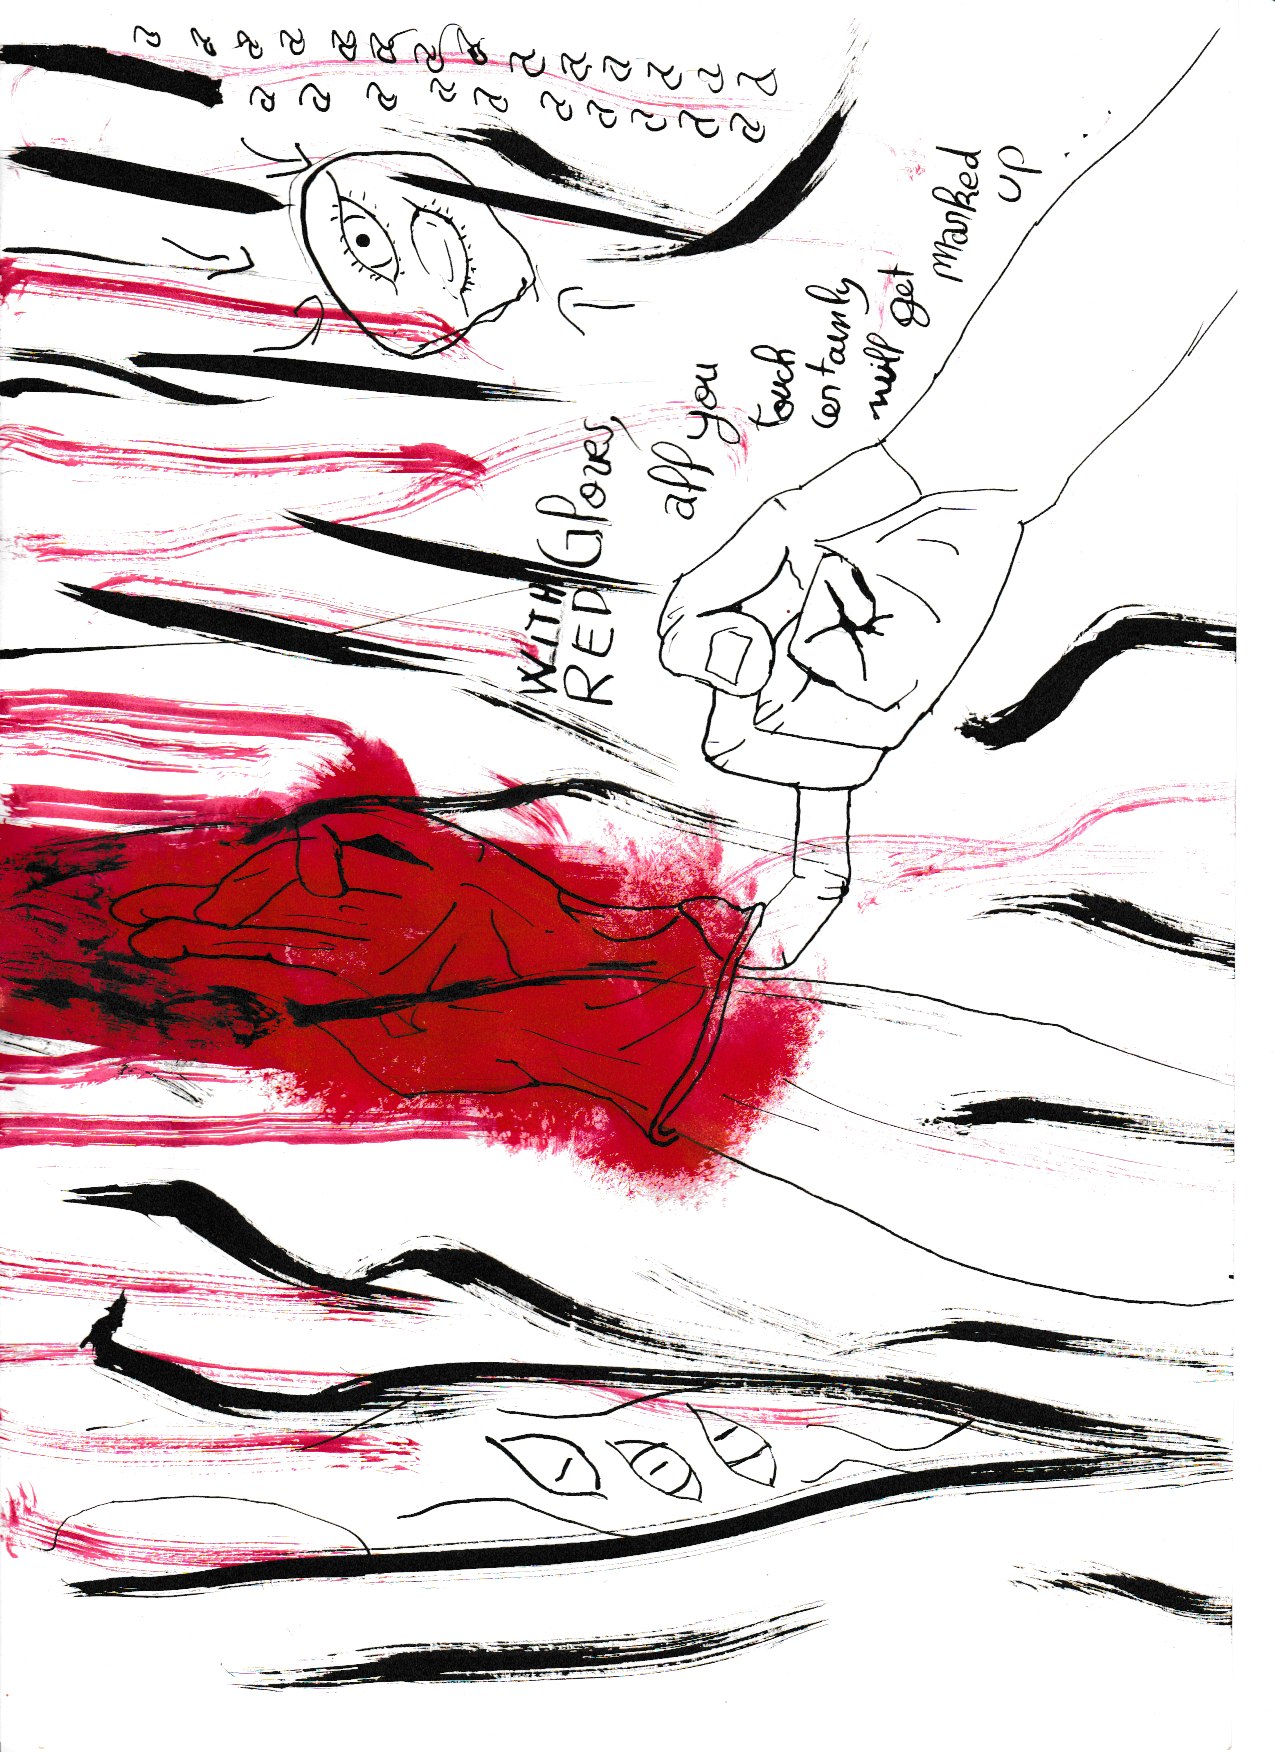 WITH
RED Gloves,
all you
touch
certainly
will get
marked
up